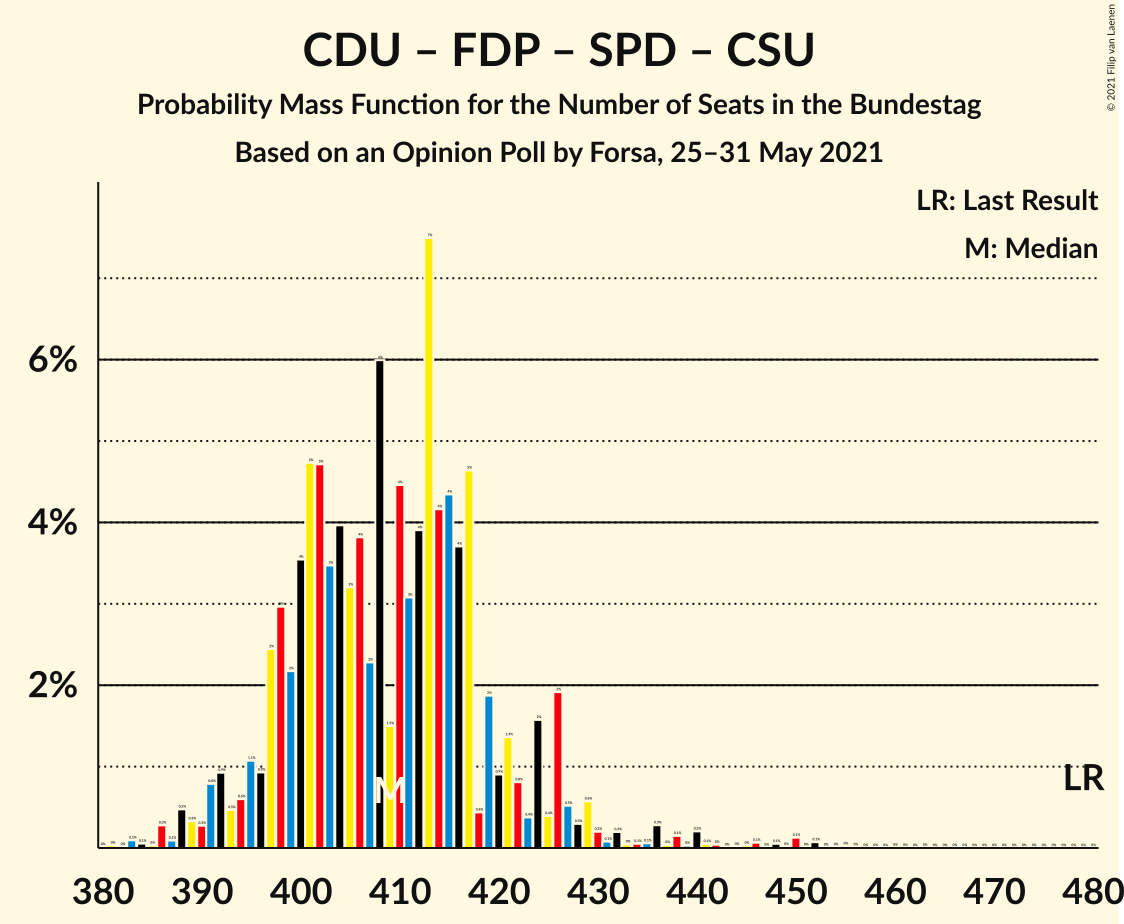 CDU – FDP – SPD – CSU
Probability Mass Function for the Number of Seats in the Bundestag
Based on an Opinion Poll by Forsa, 25–31 May 2021
© 2021 Filip van Laenen
LR: Last Result
M: Median
6%
4%
2%
M
LR
380 390 400 410 420 430 440 450 460 470 480